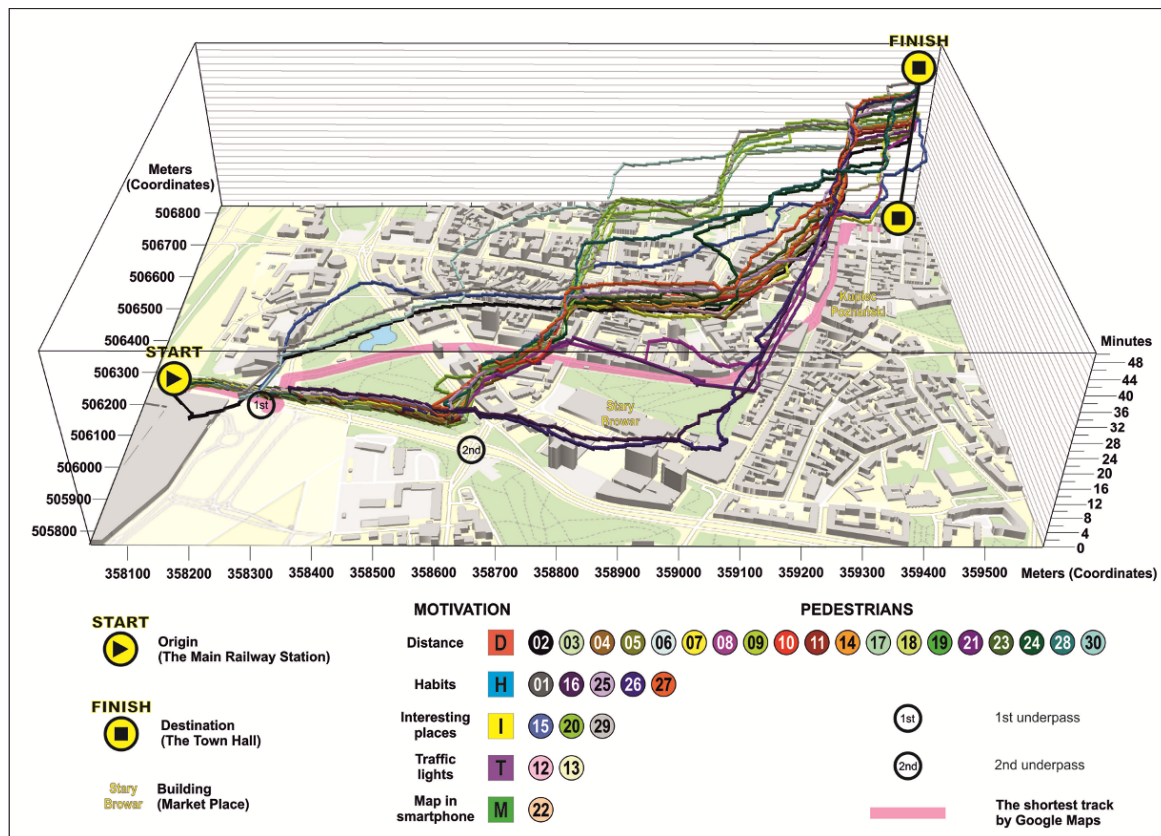 FINISH
Meters
(Coordinates)
506800
506700
506600
506500
506400
506300
506200
506100
506000
505900
505800
START
1st
2nd
Stary
Browar
Kupiec
Poznański
Minutes
48
44
40
36
32
28
24
20
16
12
8
4
0
358100 358200 358300 358400 358500 358600 358700 358800 358900 359000 359100 359200 359300 359400 359500 Meters (Coordinates)
START
Origin
(The Main Railway Station)
FINISH
Destination
(The Town Hall)
Stary
Browar
Building
(Market Place)
MOTIVATION PEDESTRIANS
Distance D 02 03 04 05 06 07 08 09 10 11 14 17 18 19 21 23 24 28 30
Habits H 01 16 25 26 27
Interesting
places I 15 20 29
Traffic
lights T 12 13
Map in
smartphone M 22
1st 1st underpass
2nd 2nd underpass
The shortest track
by Google Maps